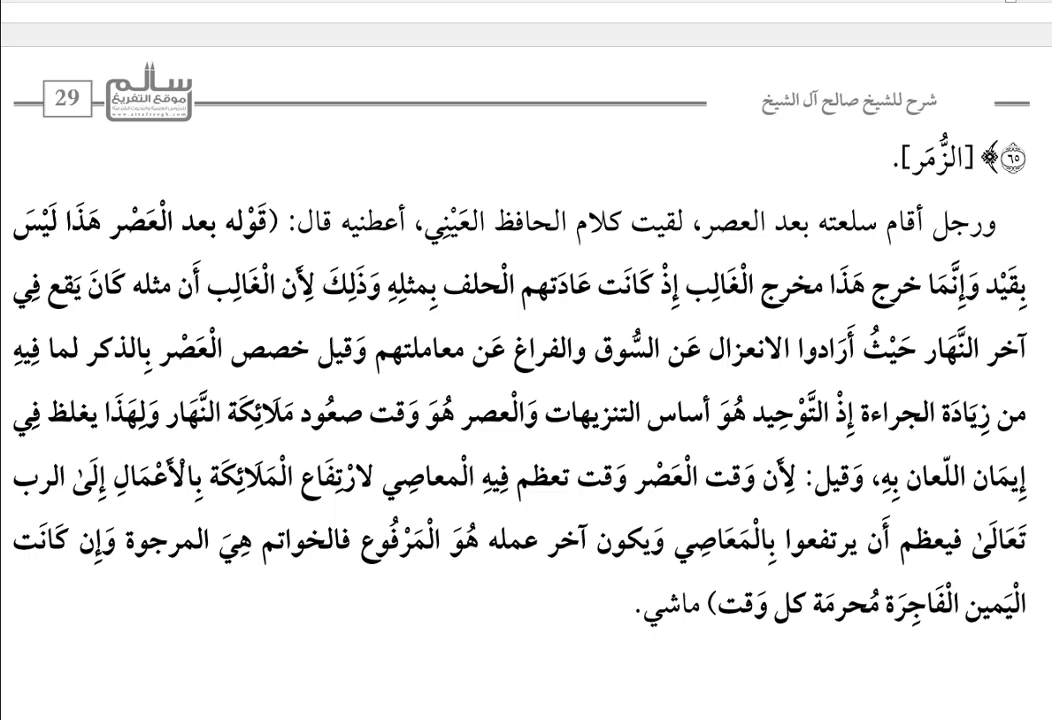 شرح للشيخ صالح آل الشيخ
سالم
موقع التفريغ
www.attafreegh.com
29
٦٥ ﴾ [الزُّمَر].
ورجل أقام سلعته بعد العصر، لقيت كلام الحافظ العَيْنِي، أعطنيه قال: (قَوْله بعد الْعَصْر هَذَا لَيْسَ
بِقَيْد وَإِنَّمَا خرج هَذَا مخرج الْغَالِب إِذْ كَانَت عَادَتهم الْحلف بِمثلِهِ وَذَلِكَ لِأَن الْغَالِب أَن مثله كَانَ يَقع فِي
آخر النَّهَار حَيْثُ أَرَادوا الانعزال عَن السُّوق والفراغ عَن معاملتهم وَقيل خصص الْعَصْر بِالذكر لما فِيهِ
من زِيَادَة الجراءة إِذْ التَّوْحِيد هُوَ أساس التنزيهات وَالْعصر هُوَ وَقت صعُود مَلَائِكَة النَّهَار وَلِهَذَا يغلظ فِي
إِيمَان اللّعان بِهِ، وَقيل: لِأَن وَقت الْعَصْر وَقت تعظم فِيهِ الْمعاصِي لارْتِفَاع الْمَلَائِكَة بِالْأَعْمَالِ إِلَىٰ الرب
تَعَالَىٰ فيعظم أَن يرتفعوا بِالْمَعَاصِي وَيكون آخر عمله هُوَ الْمَرْفُوع فالخواتم هِيَ المرجوة وَإِن كَانَت
الْيَمين الْفَاجِرَة مُحرمَة كل وَقت) ماشي.